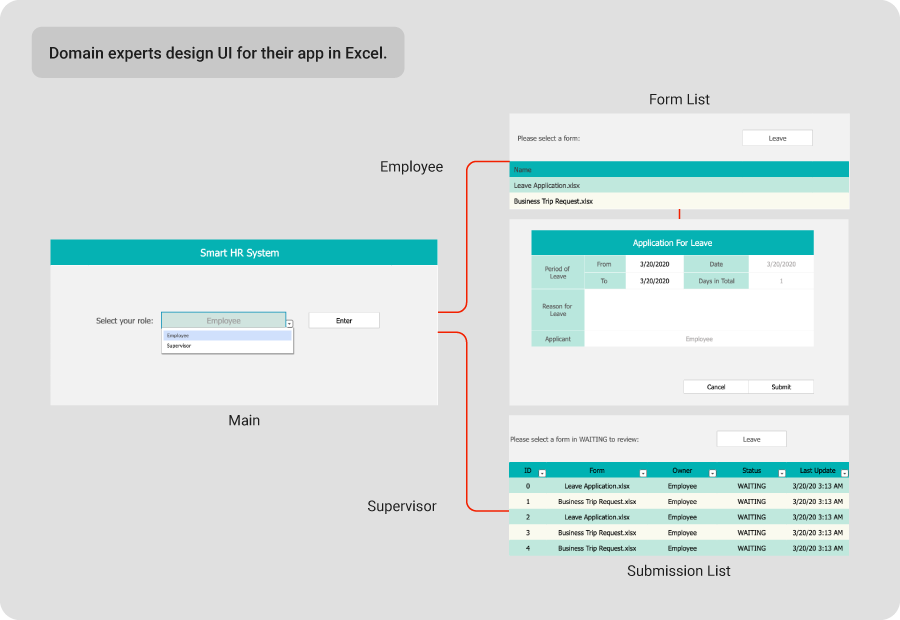 Domain experts design UI for their app in Excel.
Form List
Please select a form:
Leave
Employee
Name
Leave Application.xlsx
Business Trip Request.xlsx
Smart HR System
Select your role:
Employee
Enter
Employee
Supervisor
Main
Application For Leave
Period of
Leave
From
3/20/2020
Date
3/20/2020
To
3/20/2020
Days in Total
1
Reason for
Leave
Applicant
Employee
Cancel
Submit
Please select a form in WAITING to review:
Leave
Supervisor
ID Form Owner Status Last Update
0 Leave Application.xlsx Employee WAITING 3/20/20 3:13 AM
1 Business Trip Request.xlsx Employee WAITING 3/20/20 3:13 AM
2 Leave Application.xlsx Employee WAITING 3/20/20 3:13 AM
3 Business Trip Request.xlsx Employee WAITING 3/20/20 3:13 AM
4 Business Trip Request.xlsx Employee WAITING 3/20/20 3:13 AM
Submission List